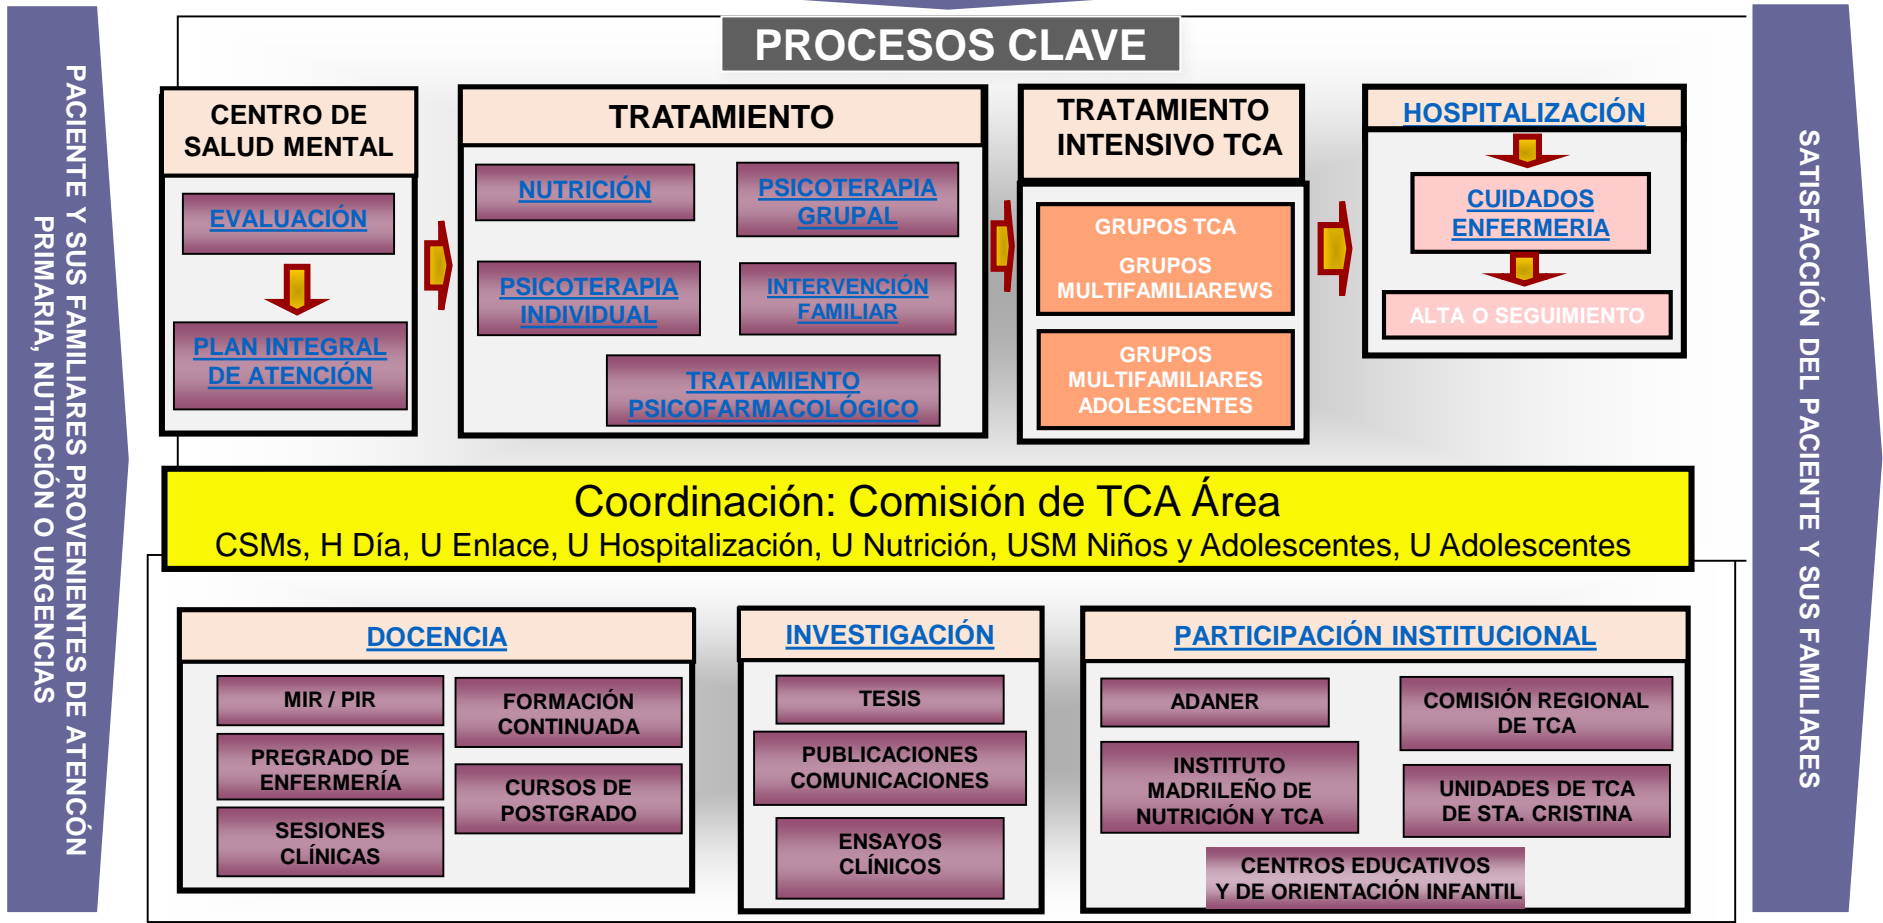 PROCESOS CLAVE
PACIENTE Y SUS FAMILIARES PROVENIENTES DE ATENCÓN
PRIMARIA, NUTIRCIÓN O URGENCIAS
CENTRO DE
SALUD MENTAL
EVALUACIÓN
PLAN INTEGRAL
DE ATENCIÓN
TRATAMIENTO
NUTRICIÓN
PSICOTERAPIA
GRUPAL
PSICOTERAPIA
INDIVIDUAL
INTERVENCIÓN
FAMILIAR
TRATAMIENTO
PSICOFARMACOLÓGICO
TRATAMIENTO
INTENSIVO TCA
GRUPOS TCA
GRUPOS
MULTIFAMILIAREWS
GRUPOS
MULTIFAMILIARES
ADOLESCENTES
HOSPITALIZACIÓN
CUIDADOS
ENFERMERIA
ALTA O SEGUIMIENTO
SATISFACCIÓN DEL PACIENTE Y SUS FAMILIARES
Coordinación: Comisión de TCA Área
CSMs, H Día, U Enlace, U Hospitalización, U Nutrición, USM Niños y Adolescentes, U Adolescentes
DOCENCIA
MIR / PIR
PREGRADO DE
ENFERMERÍA
SESIONES
CLÍNICAS
FORMACIÓN
CONTINUADA
CURSOS DE
POSTGRADO
INVESTIGACIÓN
TESIS
PUBLICACIONES
COMUNICACIONES
ENSAYOS
CLÍNICOS
PARTICIPACIÓN INSTITUCIONAL
ADANER
INSTITUTO
MADRILEÑO DE
NUTRICIÓN Y TCA
COMISIÓN REGIONAL
DE TCA
UNIDADES DE TCA
DE STA. CRISTINA
CENTROS EDUCATIVOS
Y DE ORIENTACIÓN INFANTIL